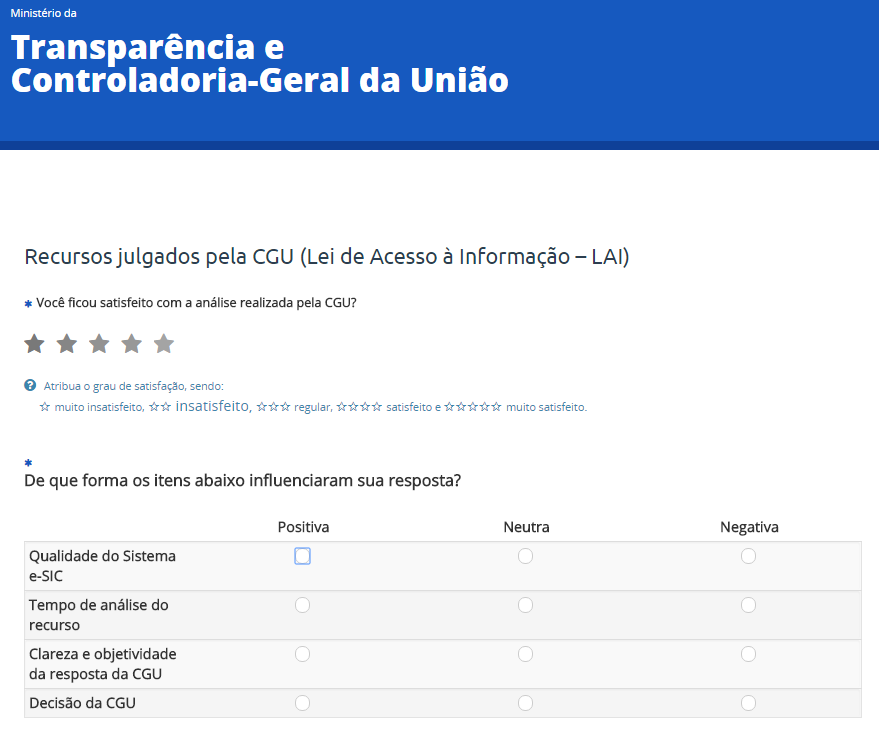 Ministério da
Transparência e
Controladoria-Geral da União
Recursos julgados pela CGU (Lei de Acesso à Informação – LAI)
* Você ficou satisfeito com a análise realizada pela CGU?
Atribua o grau de satisfação, sendo:
☆ muito insatisfeito, ☆☆ insatisfeito, ☆☆☆ regular, ☆☆☆☆ satisfeito e ☆☆☆☆☆ muito satisfeito.
*
De que forma os itens abaixo influenciaram sua resposta?
Positiva Neutra Negativa
Qualidade do Sistema
e-SIC
Tempo de análise do
recurso
Clareza e objetividade
da resposta da CGU
Decisão da CGU